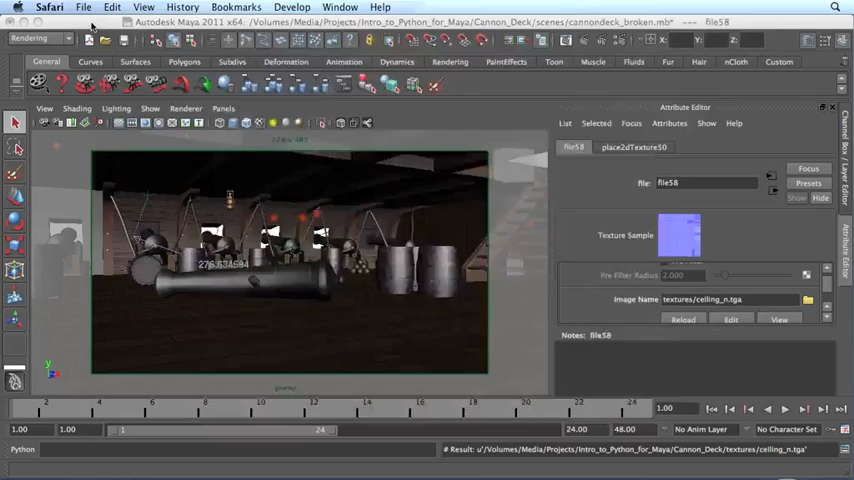 Safari File Edit View History Bookmarks Develop Window Help
Autodesk Maya 2011 x64: /Volumes/Media/Projects/Intro_to_Python_for_Maya/Cannon_Deck/scenes/cannondeck_broken.mb* --- file58
Rendering X: Y: Z:
General Curves Surfaces Polygons Subdivs Deformation Animation Dynamics Rendering PaintEffects Toon Muscle Fluids Fur Hair nCloth Custom
View Shading Lighting Show Renderer Panels
Attribute Editor
List Selected Focus Attributes Show Help
file58 place2dTexture50
Focus
file: file58
Presets
Show Hide
Texture Sample
Pre Filter Radius 2.000
Image Name textures/ceiling_n.tga
Reload Edit View
Notes: file58
276.634594
persp
Channel Box / Layer Editor
Attribute Editor
2 4 6 8 10 12 14 16 18 20 22 24
1.00
1.00 1.00 1 24 24.00 48.00 No Anim Layer No Character Set
Python # Result: u'/Volumes/Media/Projects/Intro_to_Python_for_Maya/Cannon_Deck/textures/ceiling_n.tga'